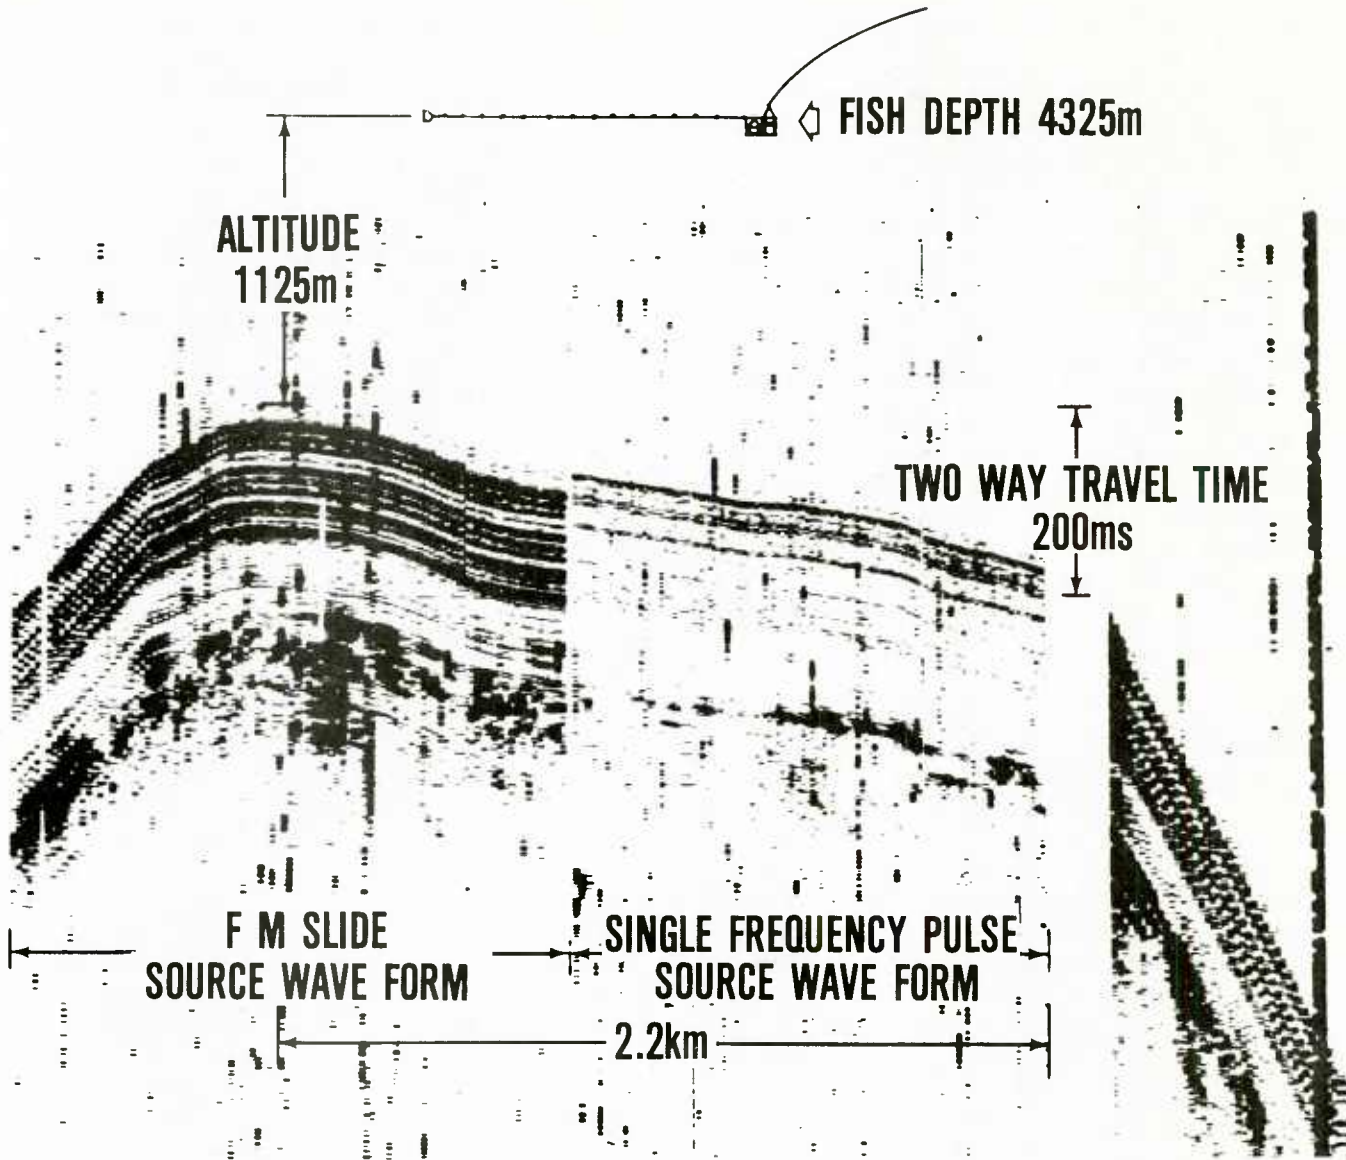 FISH DEPTH 4325m
ALTITUDE
1125m
TWO WAY TRAVEL TIME
200ms
F M SLIDE
SOURCE WAVE FORM
SINGLE FREQUENCY PULSE
SOURCE WAVE FORM
2.2km